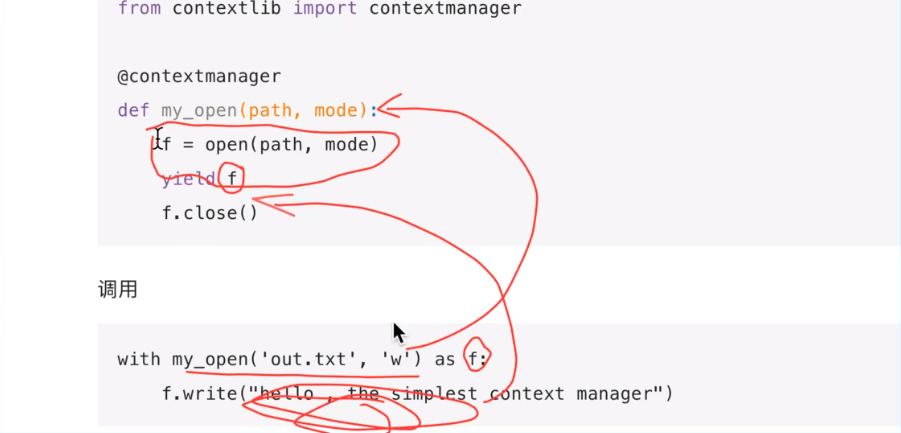 from contextlib import contextmanager
@contextmanager
def my_open(path, mode):
f = open(path, mode)
yield f
f.close()
调用
with my_open('out.txt', 'w') as f:
f.write("hello , the simplest context manager")